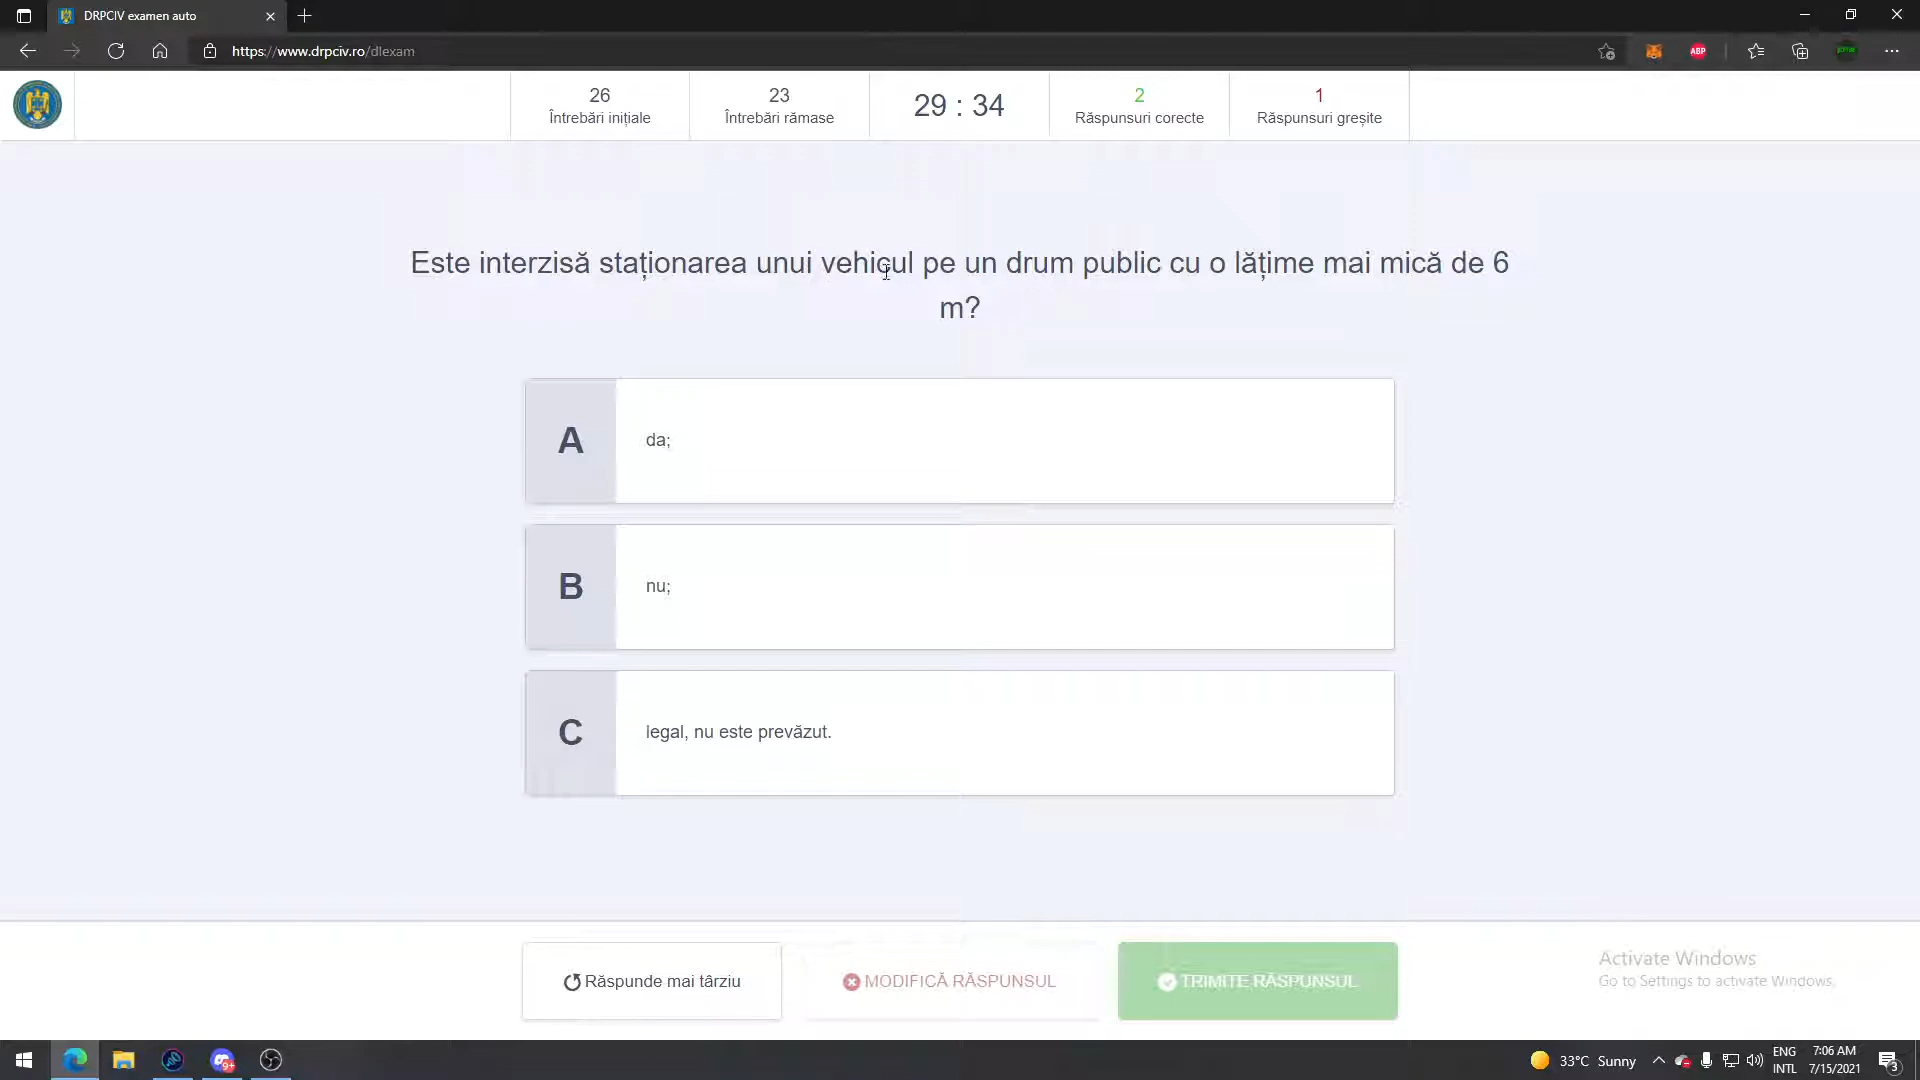 DRPCIV examen auto
https://www.drpciv.ro/dlexam
ABP
26
Întrebări inițiale
23
Întrebări rămase
29 : 34
2
Răspunsuri corecte
1
Răspunsuri greșite
Este interzisă staționarea unui vehicul pe un drum public cu o lățime mai mică de 6
m?
A
da;
B
nu;
C
legal, nu este prevăzut.
Răspunde mai târziu
MODIFICĂ RĂSPUNSUL
TRIMITE RĂSPUNSUL
Activate Windows
Go to Settings to activate Windows.
9+
33°C Sunny
ENG
INTL
7:06 AM
7/15/2021
3